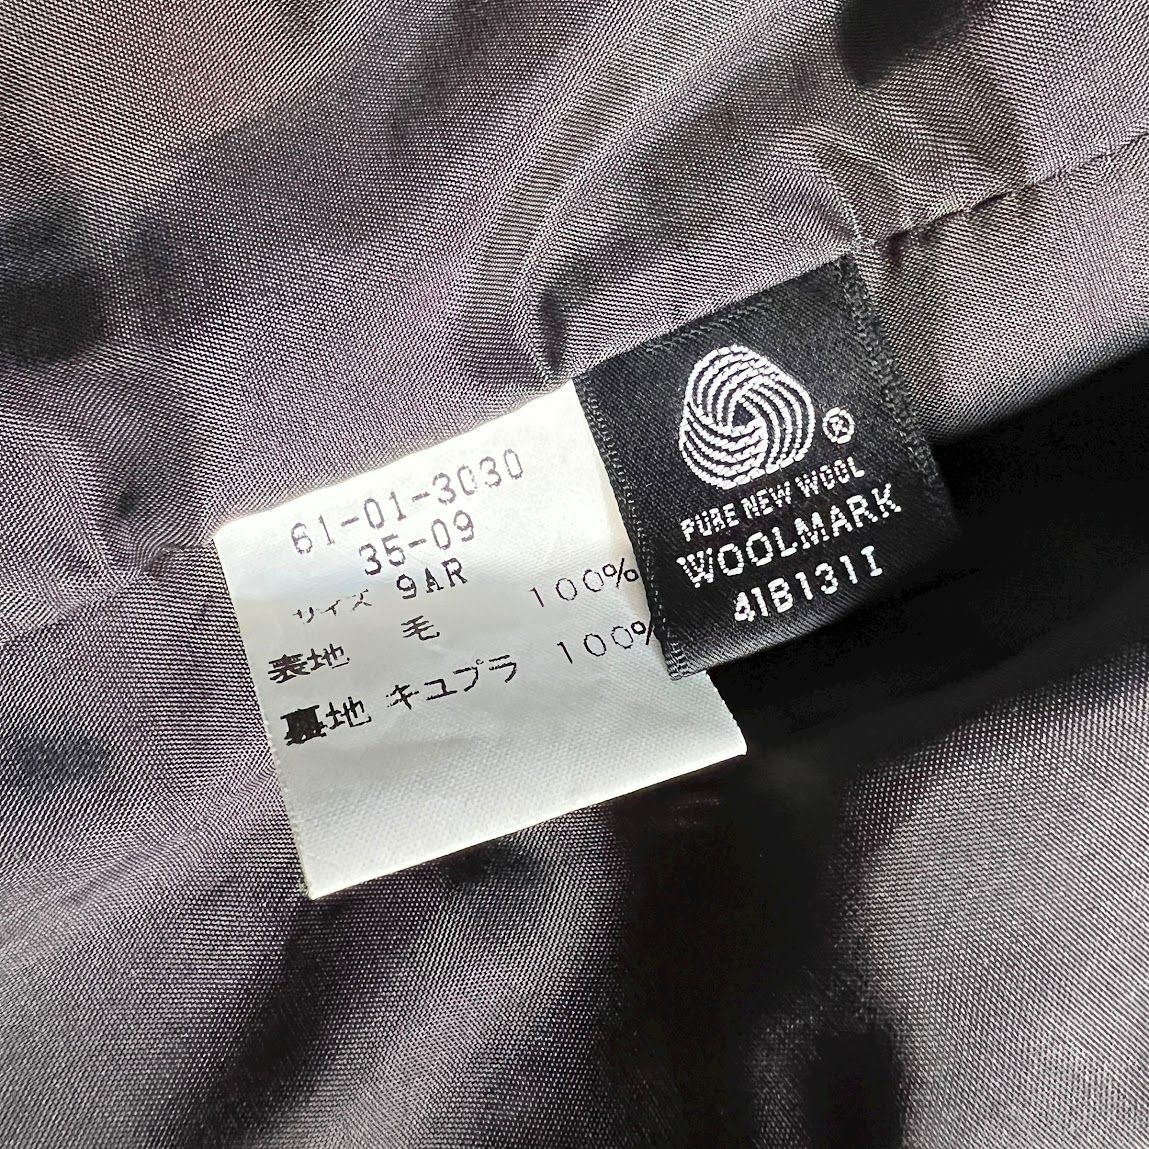 61-01-3030
35-09
サイズ 9AR
表地 毛 100%
裏地 キュプラ 100%
®
PURE NEW WOOL
WOOLMARK
41B131I